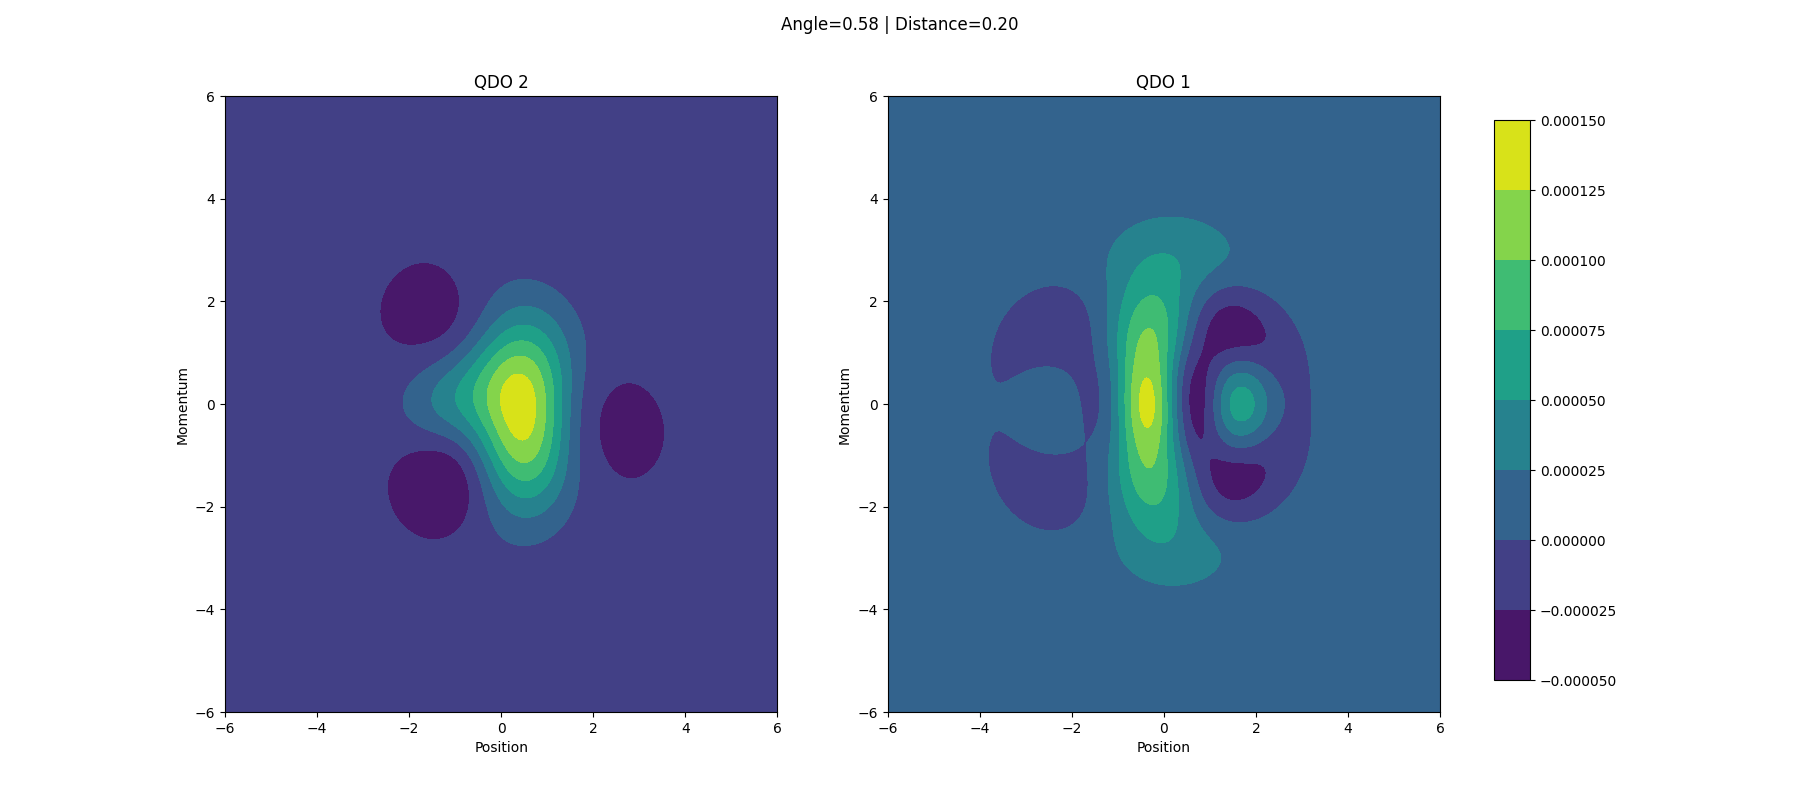 Angle=0.58 | Distance=0.20
QDO 2
6
4
2
0
−2
−4
−6
Momentum
−6 −4 −2 0 2 4 6
Position
QDO 1
6
4
2
0
−2
−4
−6
Momentum
−6 −4 −2 0 2 4 6
Position
0.000150
0.000125
0.000100
0.000075
0.000050
0.000025
0.000000
−0.000025
−0.000050